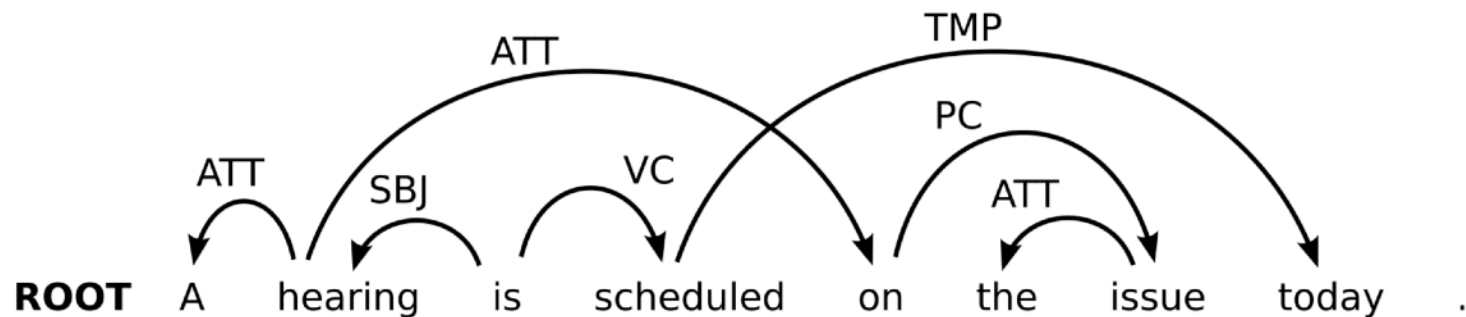 TMP
ATT
PC
ATT SBJ VC ATT
ROOT A hearing is scheduled on the issue today .